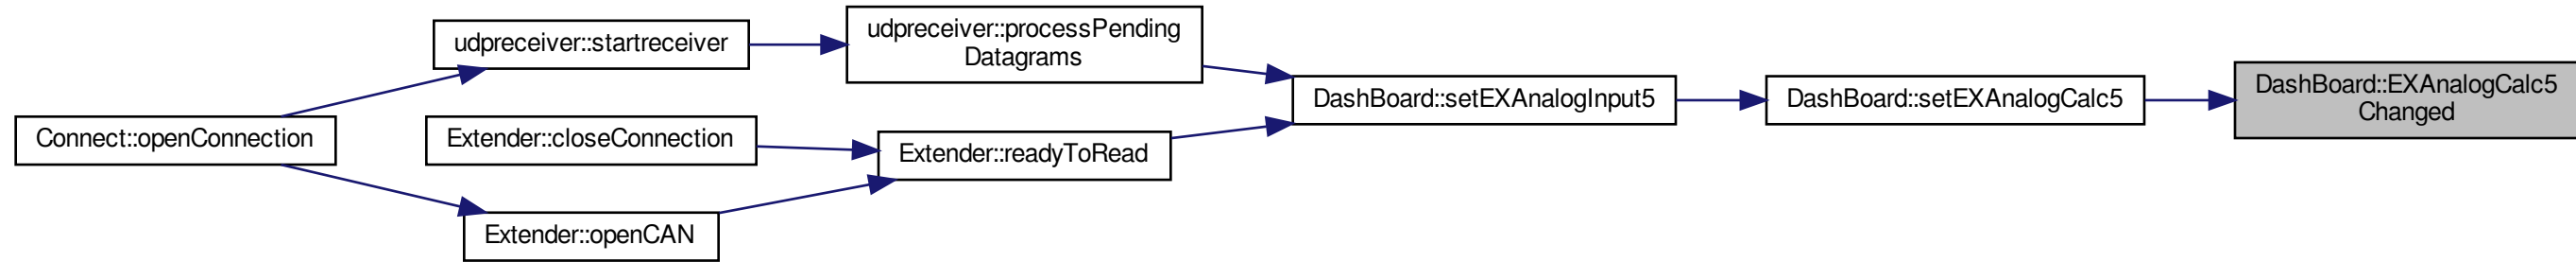 Connect::openConnection
udpreceiver::startreceiver
Extender::closeConnection
Extender::openCAN
udpreceiver::processPending
Datagrams
Extender::readyToRead
DashBoard::setEXAnalogInput5
DashBoard::setEXAnalogCalc5
DashBoard::EXAnalogCalc5
Changed